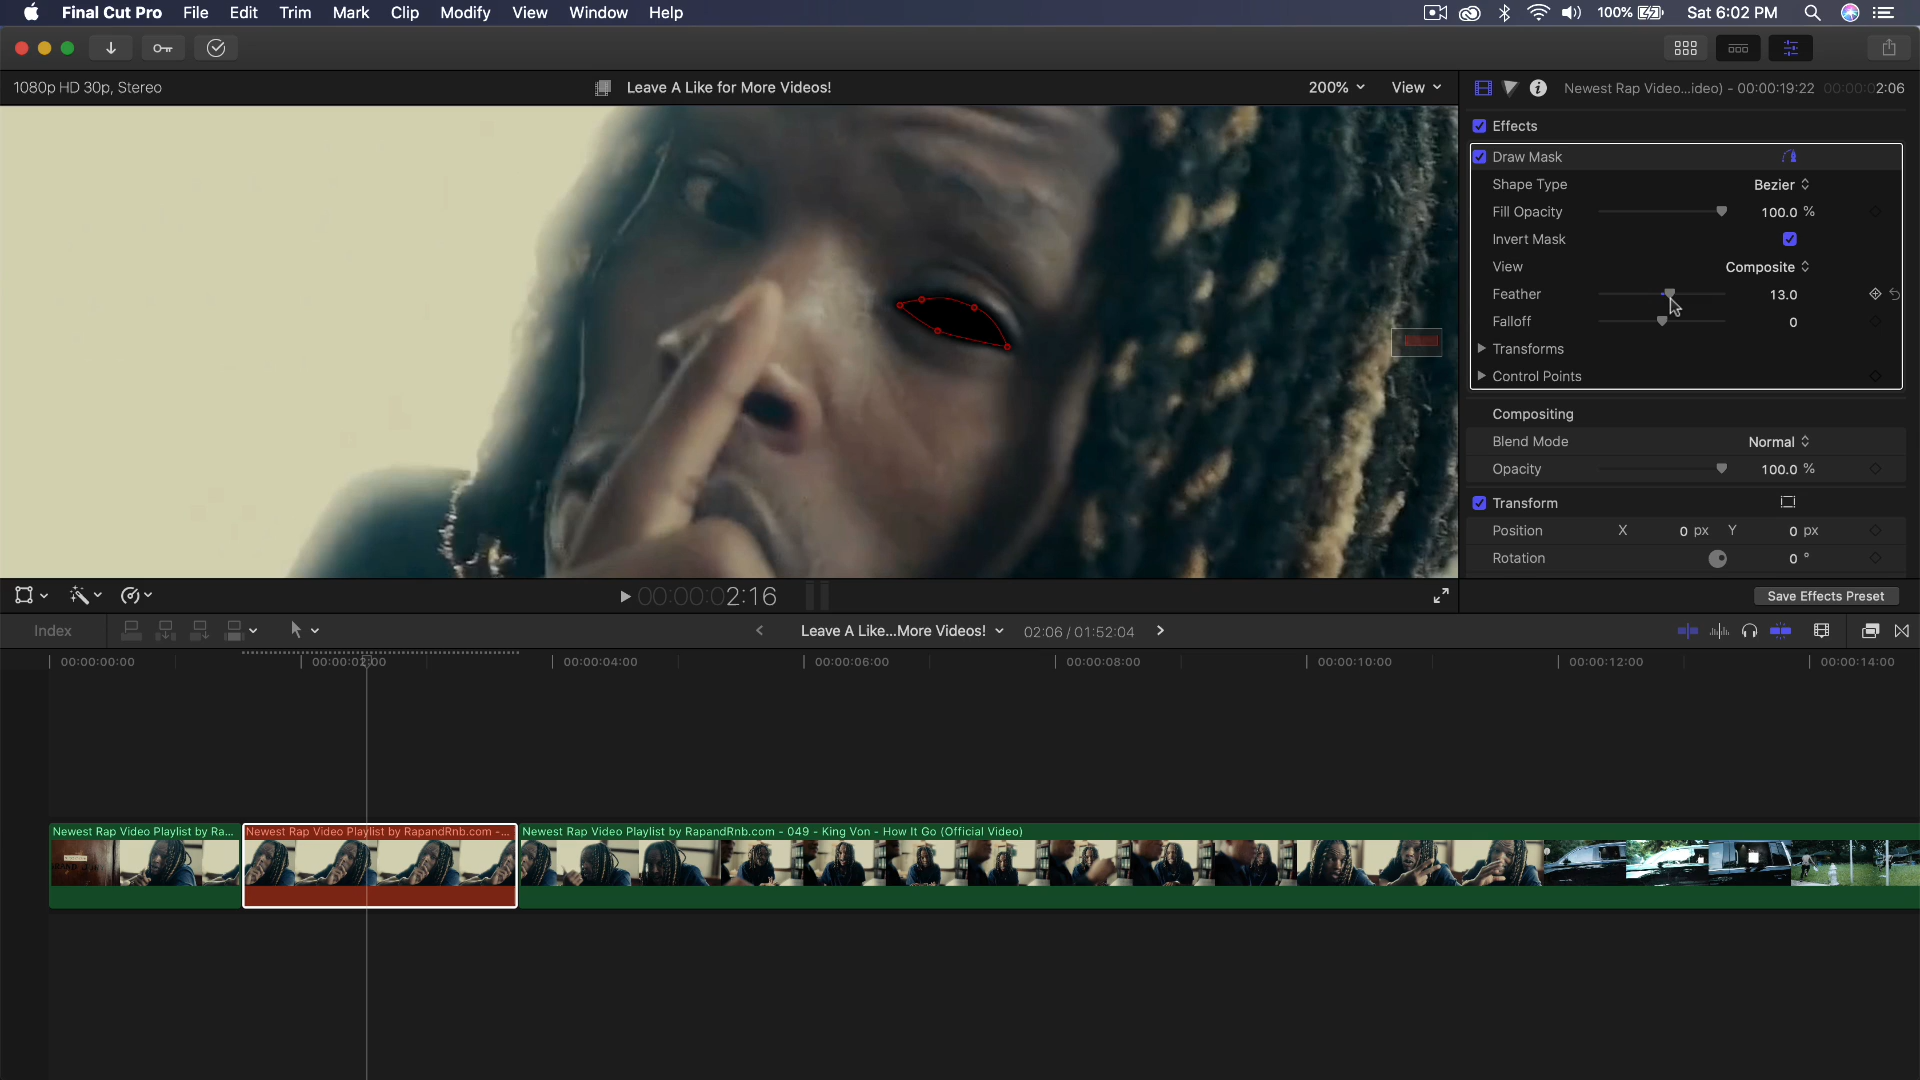 Final Cut Pro File Edit Trim Mark Clip Modify View Window Help 100% Sat 6:02 PM
1080p HD 30p, Stereo Leave A Like for More Videos! 200% View Newest Rap Video...ideo) - 00:00:19:22 00:00:02:06
Effects
Draw Mask
Shape Type Bezier
Fill Opacity 100.0 %
Invert Mask
View Composite
Feather 13.0
Falloff 0
Transforms
Control Points
Compositing
Blend Mode Normal
Opacity 100.0 %
Transform
Position X 0 px Y 0 px
Rotation 0 °
00:00:02:16 Save Effects Preset
Index Leave A Like...More Videos! 02:06 / 01:52:04
00:00:00:00 00:00:02:00 00:00:04:00 00:00:06:00 00:00:08:00 00:00:10:00 00:00:12:00 00:00:14:00
Newest Rap Video Playlist by Ra... Newest Rap Video Playlist by RapandRnb.com -... Newest Rap Video Playlist by RapandRnb.com - 049 - King Von - How It Go (Official Video)